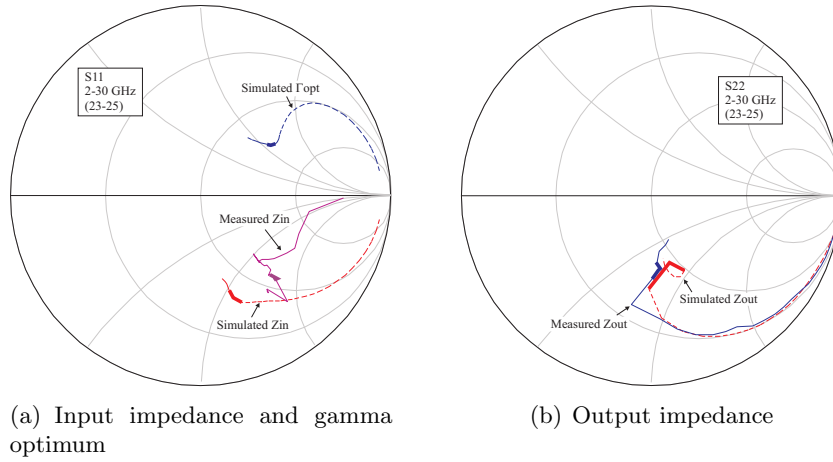 S11
2-30 GHz
(23-25)
Simulated Γopt
Measured Zin
Simulated Zin
(a) Input impedance and gamma
optimum
S22
2-30 GHz
(23-25)
Simulated Zout
Measured Zout
(b) Output impedance